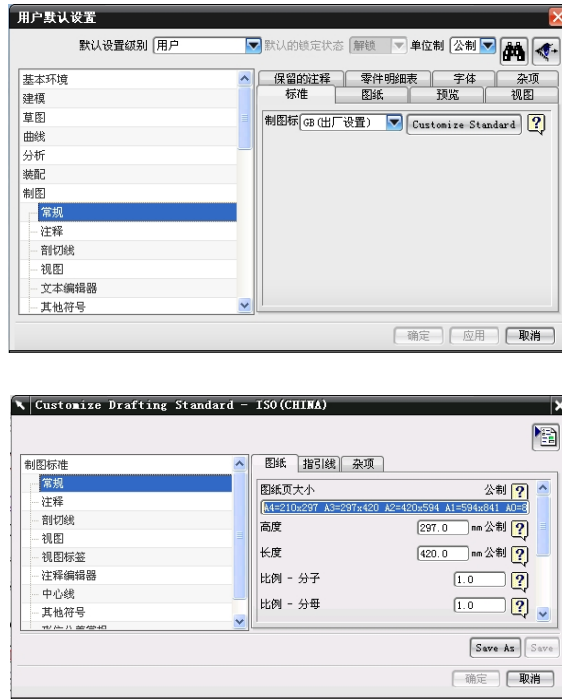 用户默认设置
默认设置级别 用户 默认的锁定状态 解锁 单位制 公制
基本环境
建模
草图
曲线
分析
装配
制图
常规
注释
剖切线
视图
文本编辑器
其他符号
保留的注释 零件明细表 字体 杂项
标准 图纸 预览 视图
制图标 GB(出厂设置) Customize Standard
确定 应用 取消
Customize Drafting Standard - ISO(CHINA)
制图标准
常规
注释
剖切线
视图
视图标签
注释编辑器
中心线
其他符号
图纸 指引线 杂项
图纸页大小 公制
A4=210x297 A3=297x420 A2=420x594 A1=594x841 A0=8
高度 297.0 mm 公制
长度 420.0 mm 公制
比例 - 分子 1.0
比例 - 分母 1.0
Save As Save
确定 取消